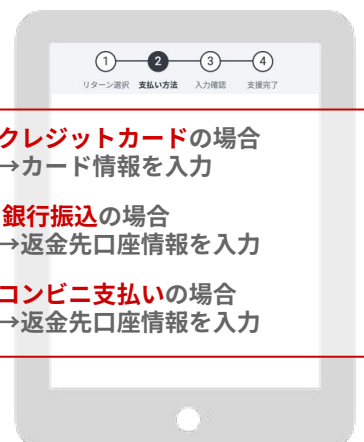 1 2 3 4
リターン選択 支払い方法 入力確認 支援完了
クレジットカードの場合
→カード情報を入力
銀行振込の場合
→返金先口座情報を入力
コンビニ支払いの場合
→返金先口座情報を入力